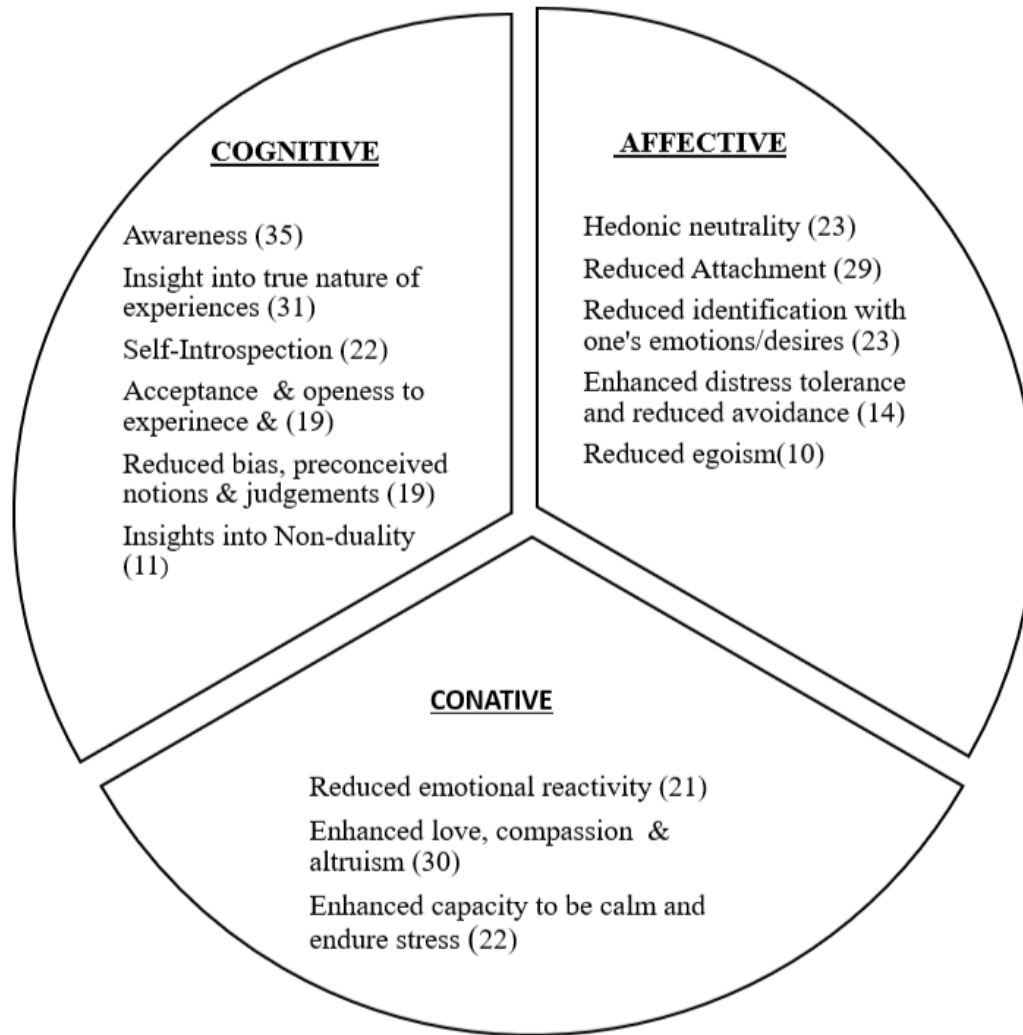 COGNITIVE
Awareness (35)
Insight into true nature of
experiences (31)
Self-Introspection (22)
Acceptance & openess to
experinece & (19)
Reduced bias, preconceived
notions & judgements (19)
Insights into Non-duality
(11)
AFFECTIVE
Hedonic neutrality (23)
Reduced Attachment (29)
Reduced identification with
one's emotions/desires (23)
Enhanced distress tolerance
and reduced avoidance (14)
Reduced egoism(10)
CONATIVE
Reduced emotional reactivity (21)
Enhanced love, compassion &
altruism (30)
Enhanced capacity to be calm and
endure stress (22)